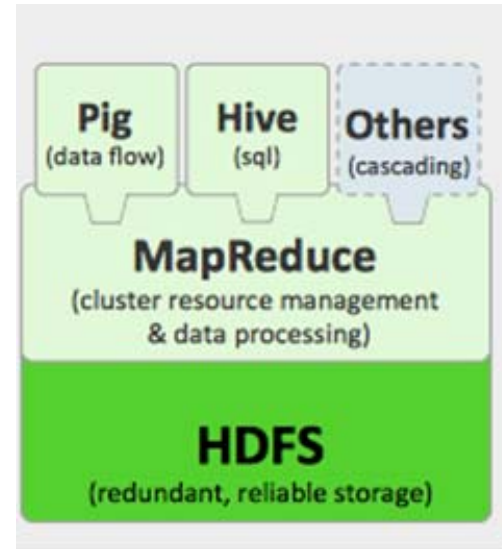 Pig
(data flow)
Hive
(sql)
Others
(cascading)
MapReduce
(cluster resource management
& data processing)
HDFS
(redundant, reliable storage)